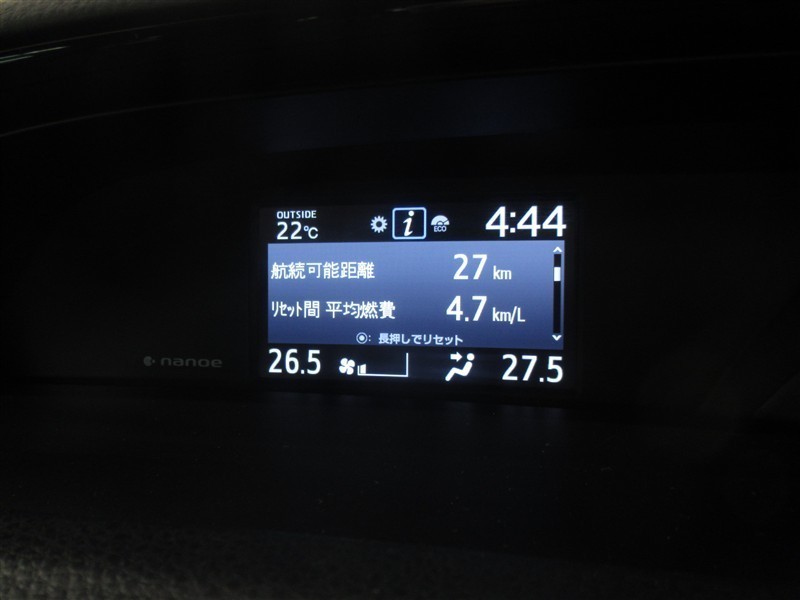 OUTSIDE
22℃
i
ECO
4:44
航続可能距離 27 km
ﾘｾｯﾄ間 平均燃費 4.7 km/L
◉: 長押しでリセット
nanoe
26.5
27.5